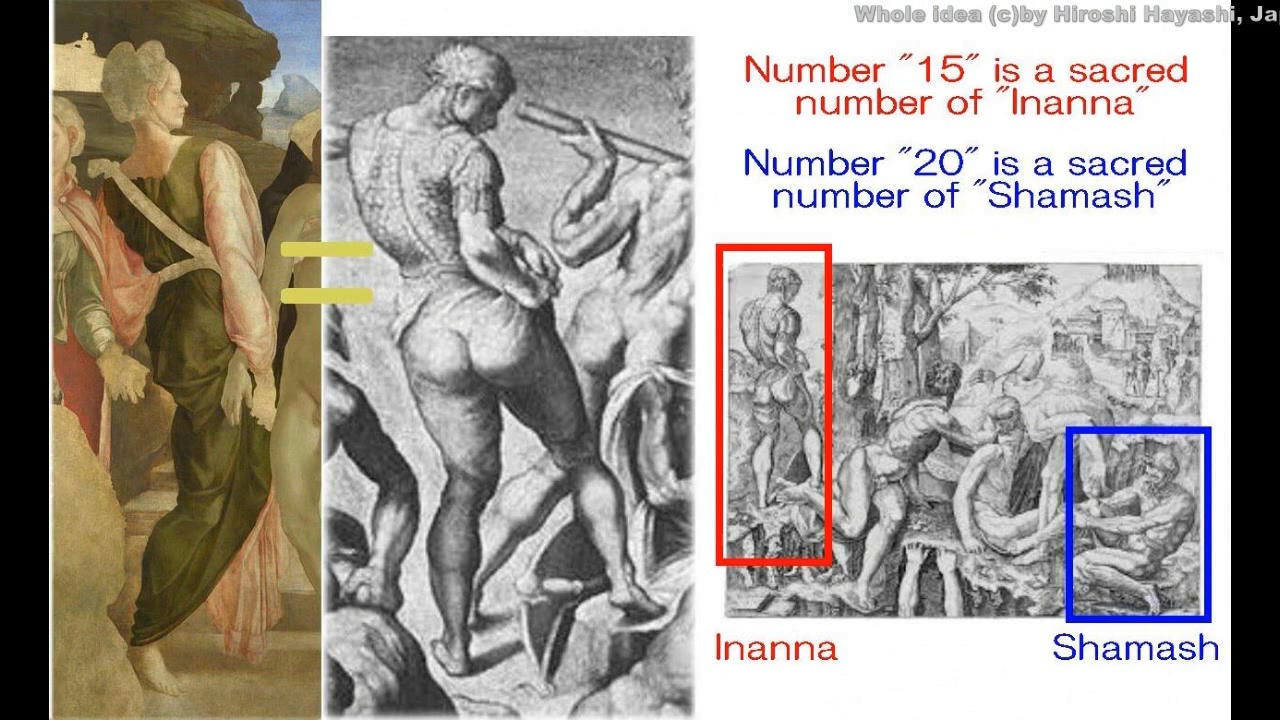 Whole idea (c)by Hiroshi Hayashi,
Number "15" is a sacred
number of "Inanna"
Number "20" is a sacred
number of "Shamash"
Inanna
Shamash